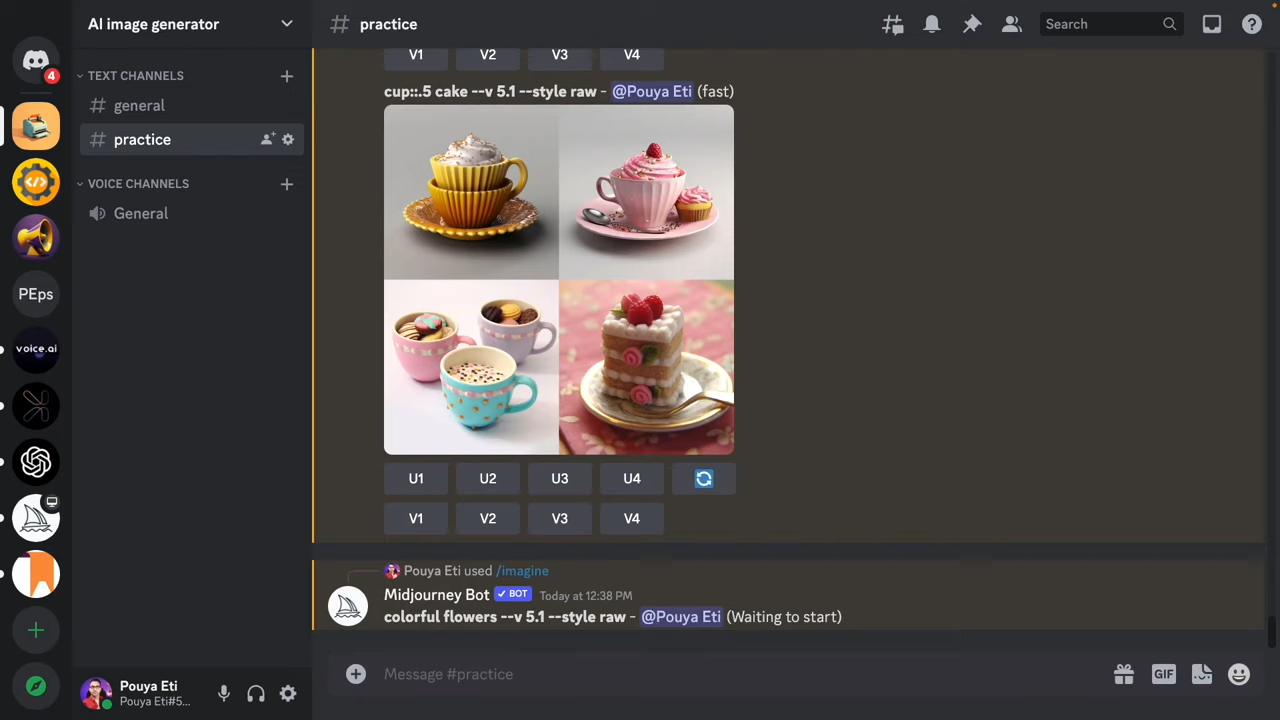 AI image generator
practice
Search
4
TEXT CHANNELS
general
practice
VOICE CHANNELS
General
PEps
voice.ai
V1 V2 V3 V4
cup::.5 cake --v 5.1 --style raw - @Pouya Eti (fast)
U1 U2 U3 U4
V1 V2 V3 V4
Pouya Eti used /imagine
Midjourney Bot ✓ BOT Today at 12:38 PM
colorful flowers --v 5.1 --style raw - @Pouya Eti (Waiting to start)
Message #practice
GIF
Pouya Eti
Pouya Eti#5...